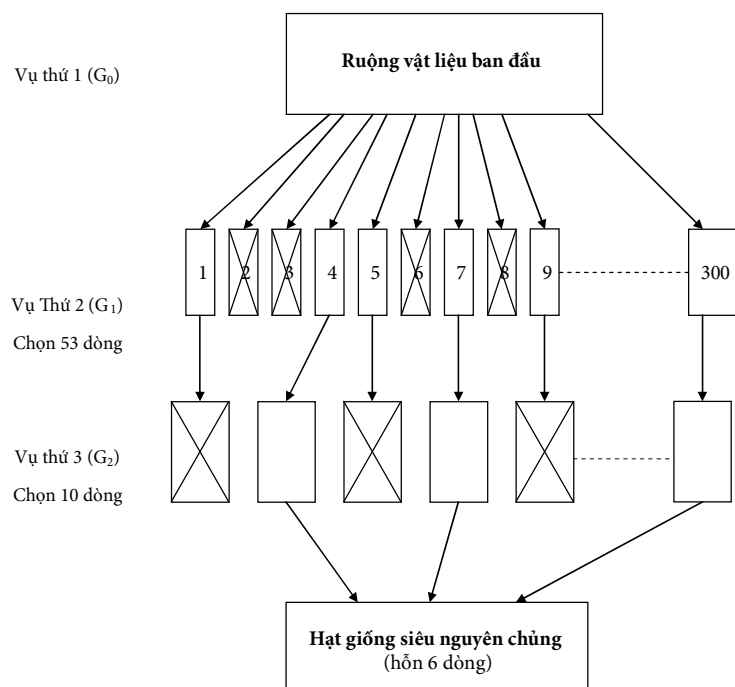 Vụ thứ 1 (G₀)
Ruộng vật liệu ban đầu
1 2 3 4 5 6 7 8 9 300
Vụ Thứ 2 (G₁)
Chọn 53 dòng
Vụ thứ 3 (G₂)
Chọn 10 dòng
Hạt giống siêu nguyên chủng
(hỗn 6 dòng)